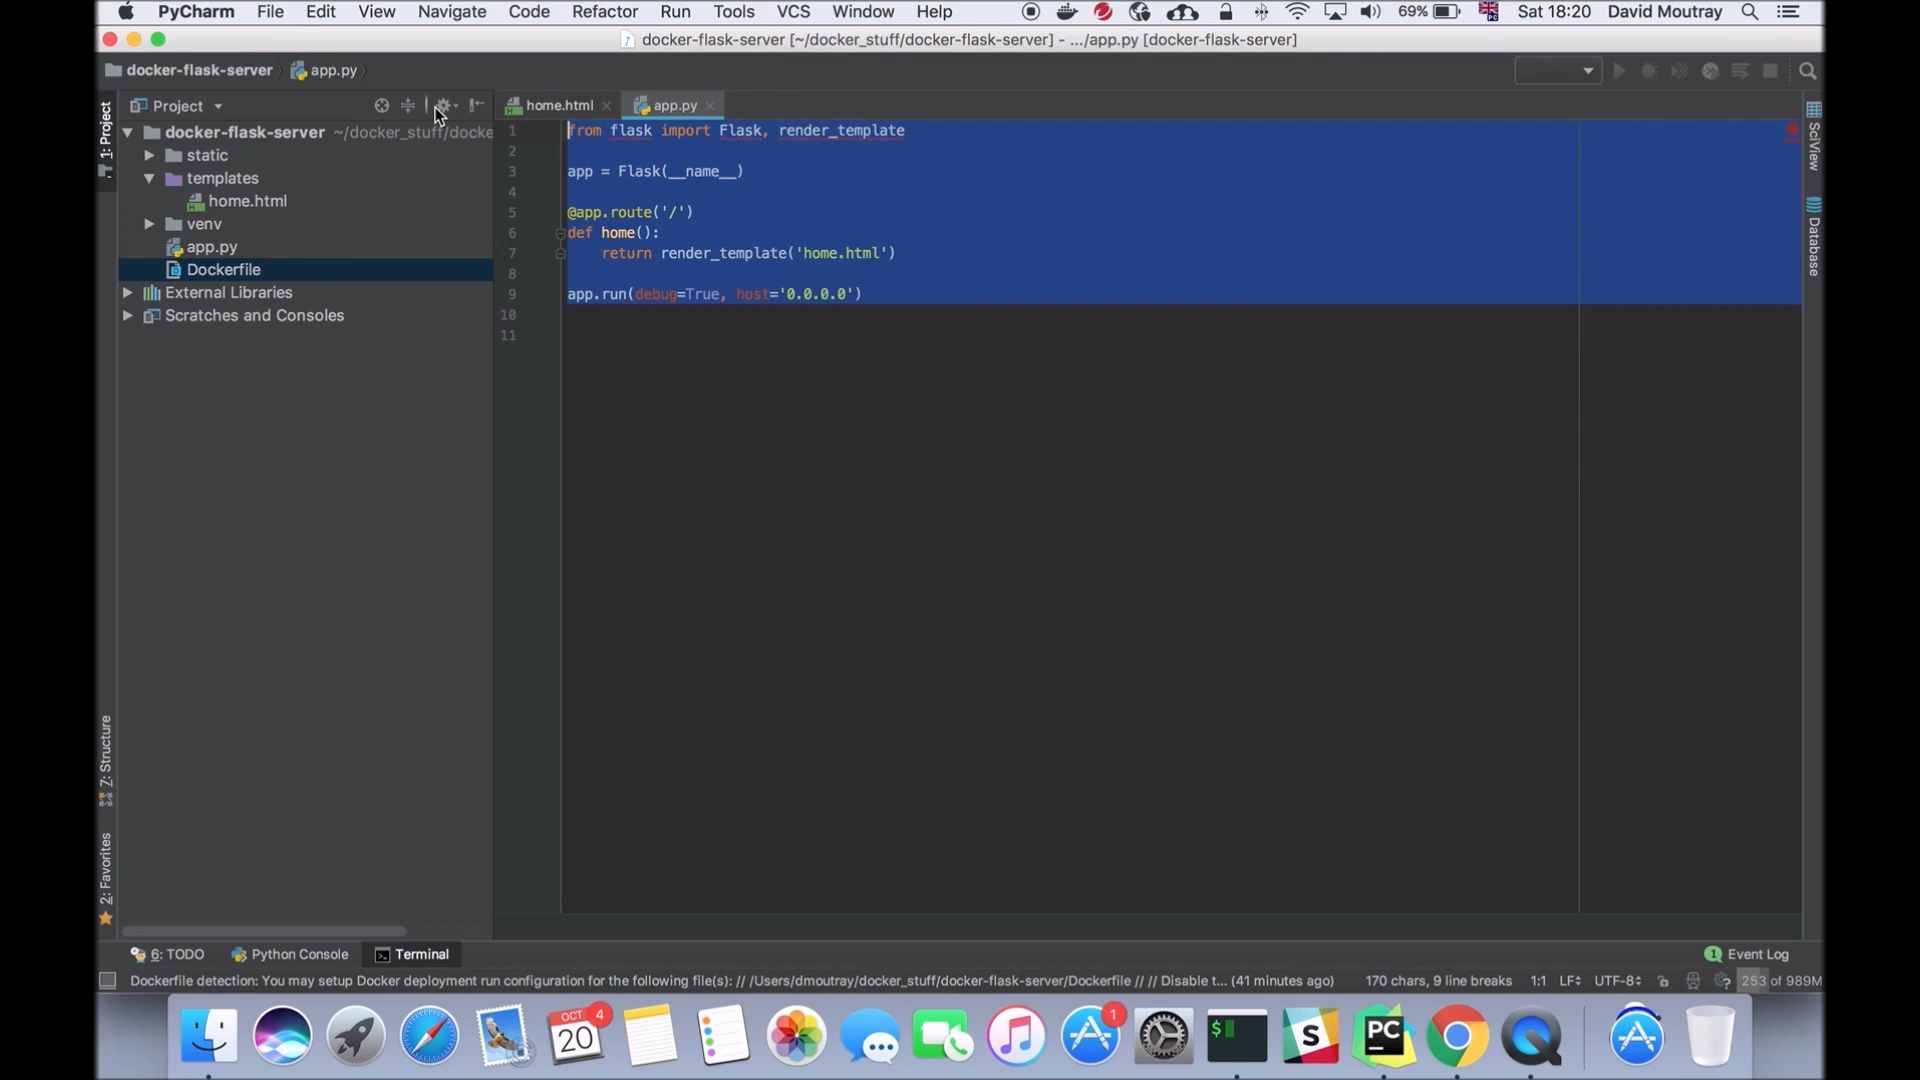 PyCharm File Edit View Navigate Code Refactor Run Tools VCS Window Help 69% Sat 18:20 David Moutray
docker-flask-server [~/docker_stuff/docker-flask-server] - .../app.py [docker-flask-server]
docker-flask-server app.py
Project
home.html app.py
1: Project
docker-flask-server ~/docker_stuff/docke
static
templates
home.html
venv
app.py
Dockerfile
External Libraries
Scratches and Consoles
1 from flask import Flask, render_template
2
3 app = Flask(__name__)
4
5 @app.route('/')
6 def home():
7 return render_template('home.html')
8
9 app.run(debug=True, host='0.0.0.0')
10
11
SciView
Database
7: Structure
2: Favorites
6: TODO Python Console Terminal Event Log
1
Dockerfile detection: You may setup Docker deployment run configuration for the following file(s): // /Users/dmoutray/docker_stuff/docker-flask-server/Dockerfile // // Disable t... (41 minutes ago) 170 chars, 9 line breaks 1:1 LF UTF-8 253 of 989M
OCT 20 4
1
$
S
PC